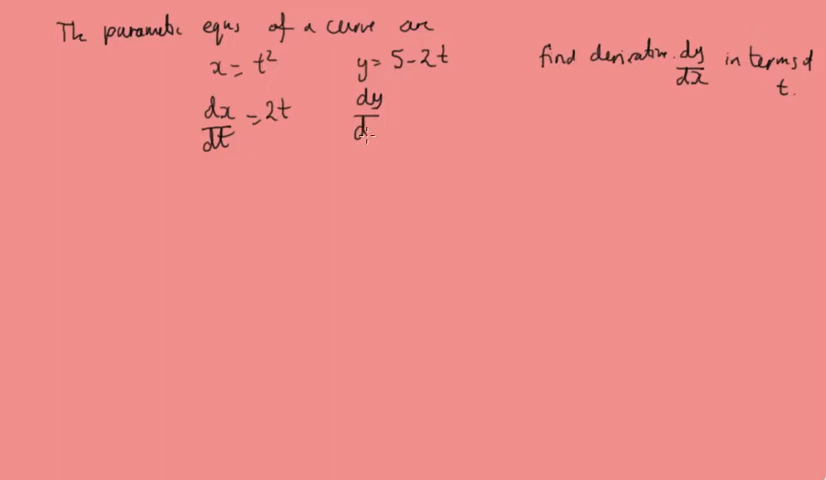 The parametric eqns of a curve are
x = t² y = 5 - 2t find derivative dy/dx in terms of t.
dx/dt = 2t dy/d